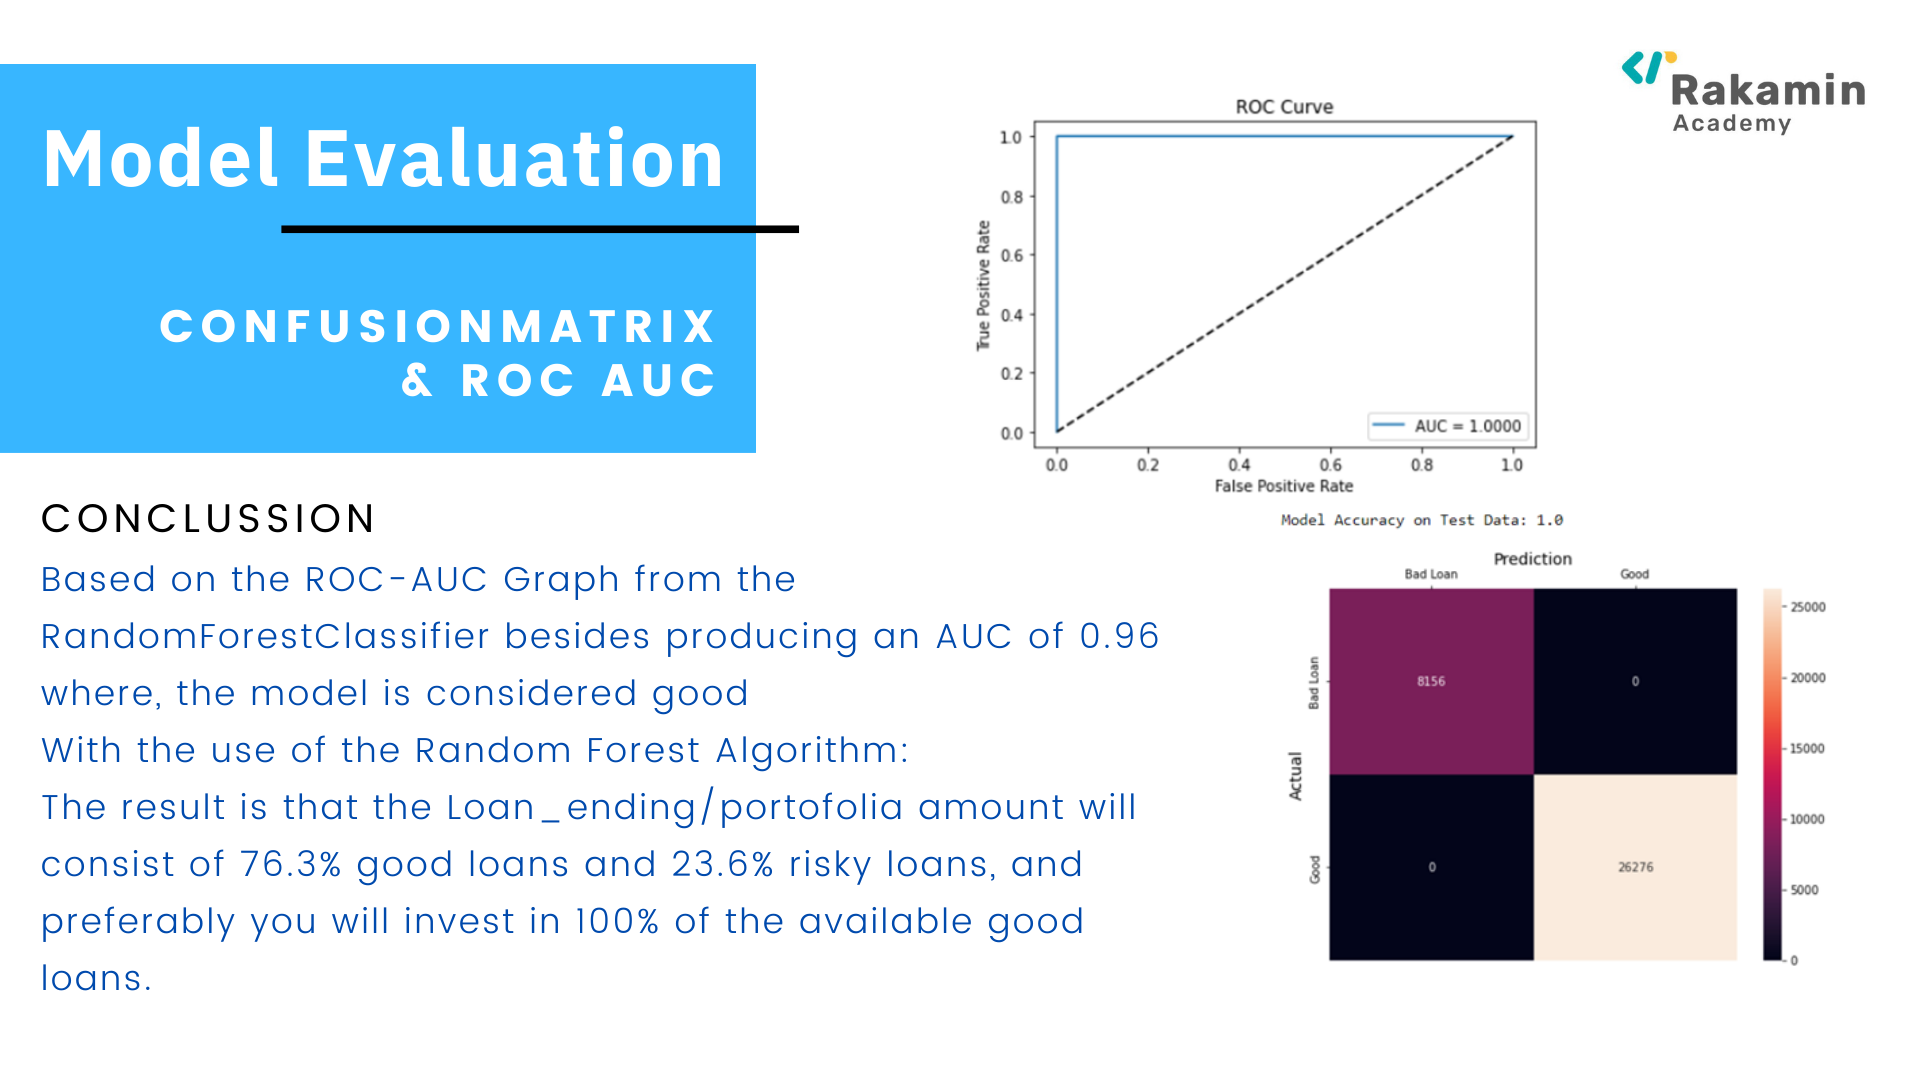 Model Evaluation
CONFUSIONMATRIX
& ROC AUC
Rakamin
Academy
ROC Curve
1.0
0.8
0.6
0.4
0.2
0.0
True Positive Rate
AUC = 1.0000
0.0 0.2 0.4 0.6 0.8 1.0
False Positive Rate
CONCLUSSION
Based on the ROC-AUC Graph from the
RandomForestClassifier besides producing an AUC of 0.96
where, the model is considered good
With the use of the Random Forest Algorithm:
The result is that the Loan_ending/portofolia amount will
consist of 76.3% good loans and 23.6% risky loans, and
preferably you will invest in 100% of the available good
loans.
Model Accuracy on Test Data: 1.0
Prediction
Bad Loan Good
Actual
Bad Loan
8156 0
Good
0 26276
25000
20000
15000
10000
5000
0